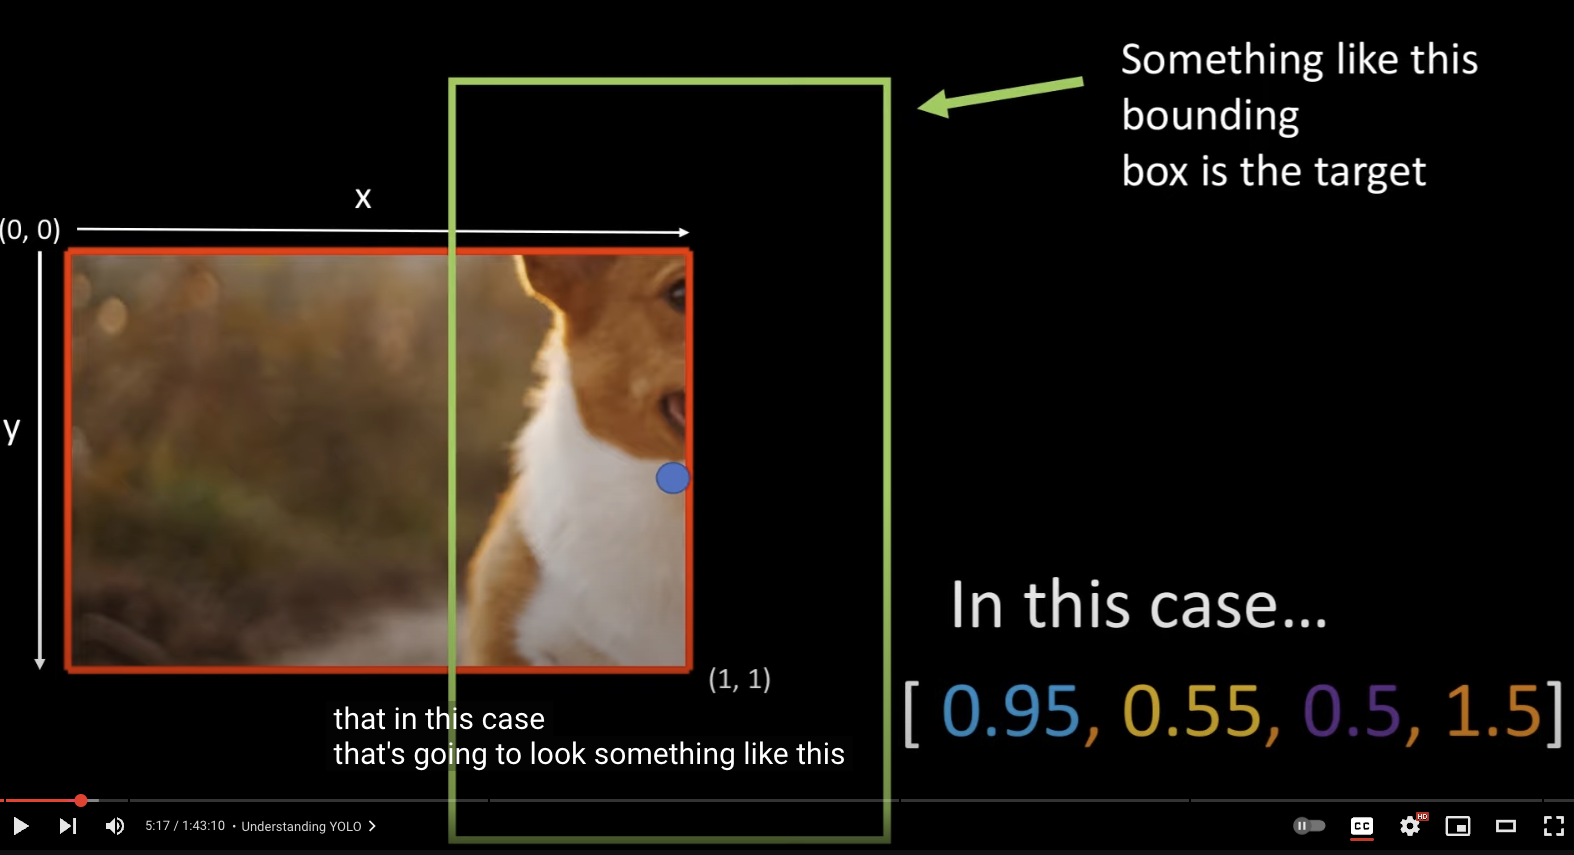 Something like this
bounding
box is the target
x
(0, 0)
y
In this case...
(1, 1)
[ 0.95, 0.55, 0.5, 1.5]
that in this case
that's going to look something like this
5:17 / 1:43:10 • Understanding YOLO
CC
HD